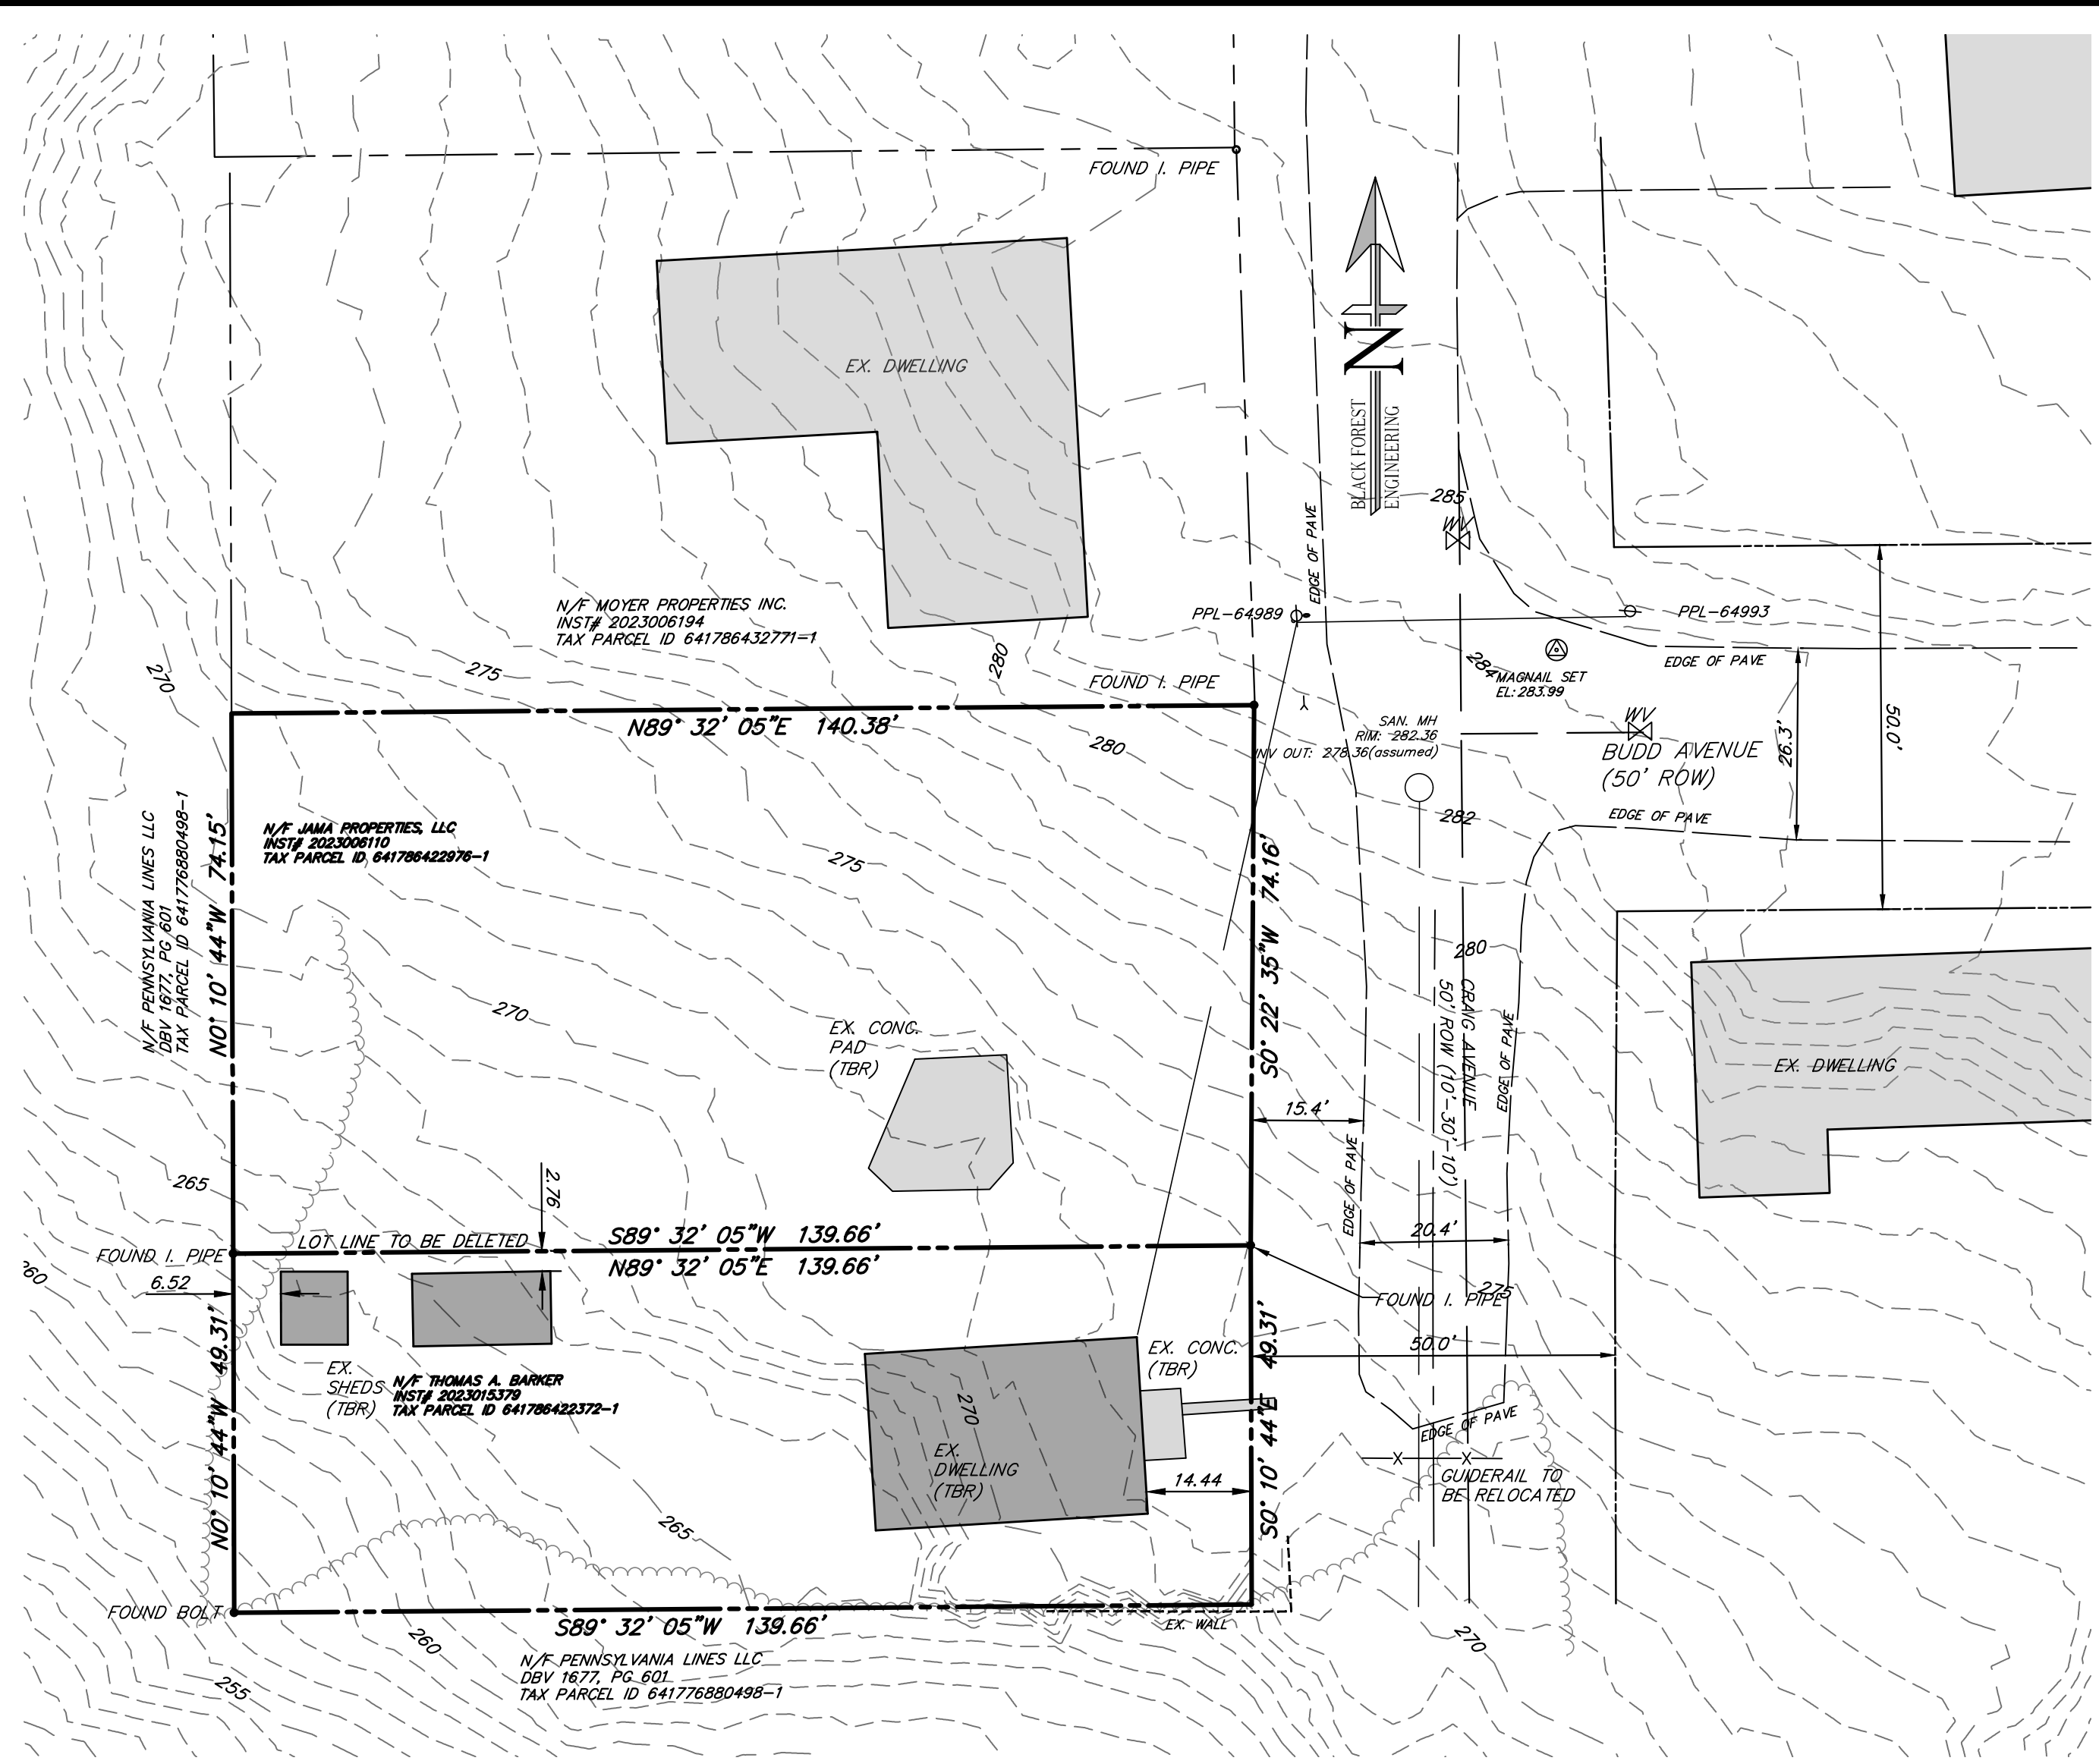 FOUND I. PIPE
EX. DWELLING
BLACK FOREST
ENGINEERING
N
285
WV
EDGE OF PAVE
N/F MOYER PROPERTIES INC.
INST# 2023006194
TAX PARCEL ID 641786432771-1
PPL-64989
PPL-64993
270
275
280
FOUND I. PIPE
284
EDGE OF PAVE
MAGNAIL SET
EL: 283.99
N89° 32' 05"E 140.38'
280
SAN. MH
RIM: 282.36
INV OUT: 278.36(assumed)
WV
BUDD AVENUE
(50' ROW)
26.3'
50.0'
N/F PENNSYLVANIA LINES LLC
DBV 1677, PG 601
TAX PARCEL ID 641776880498-1
N0° 10' 44"W 74.15'
N/F JAMA PROPERTIES, LLC
INST# 2023006110
TAX PARCEL ID 641786422976-1
275
282
EDGE OF PAVE
S0° 22' 35"W 74.16'
280
270
EX. CONC.
PAD
(TBR)
CRAIG AVENUE
50' ROW (10'-30'-10')
EDGE OF PAVE
EX. DWELLING
15.4'
EDGE OF PAVE
265
2.76
20.4'
LOT LINE TO BE DELETED
S89° 32' 05"W 139.66'
FOUND I. PIPE
N89° 32' 05"E 139.66'
260
6.52
275
FOUND I. PIPE
N0° 10' 44"W 49.31'
S0° 10' 44"E 49.31'
50.0'
EX. CONC.
(TBR)
EX.
SHEDS
(TBR)
N/F THOMAS A. BARKER
INST# 2023015379
TAX PARCEL ID 641786422372-1
270
EX.
DWELLING
(TBR)
EDGE OF PAVE
14.44
GUIDERAIL TO
BE RELOCATED
265
FOUND BOLT
S89° 32' 05"W 139.66'
EX. WALL
260
270
N/F PENNSYLVANIA LINES LLC
DBV 1677, PG 601
TAX PARCEL ID 641776880498-1
255